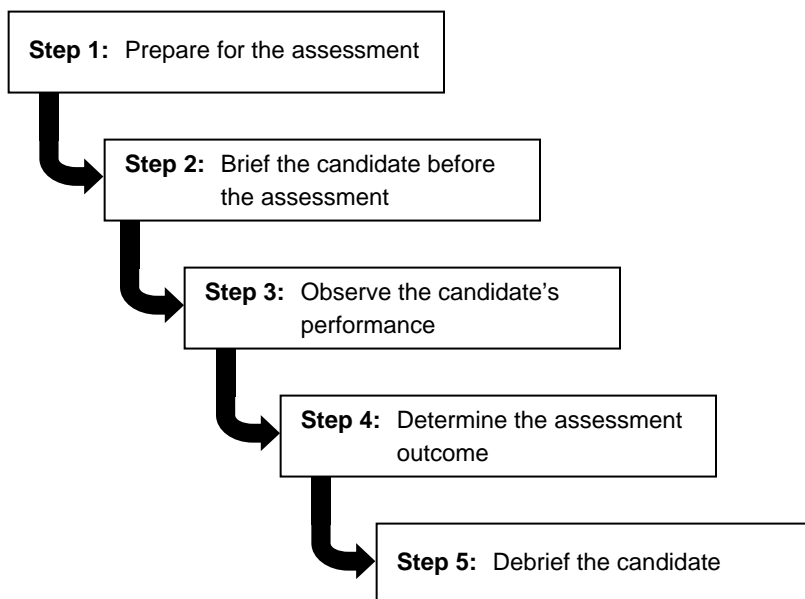 Step 1: Prepare for the assessment
Step 2: Brief the candidate before
the assessment
Step 3: Observe the candidate’s
performance
Step 4: Determine the assessment
outcome
Step 5: Debrief the candidate